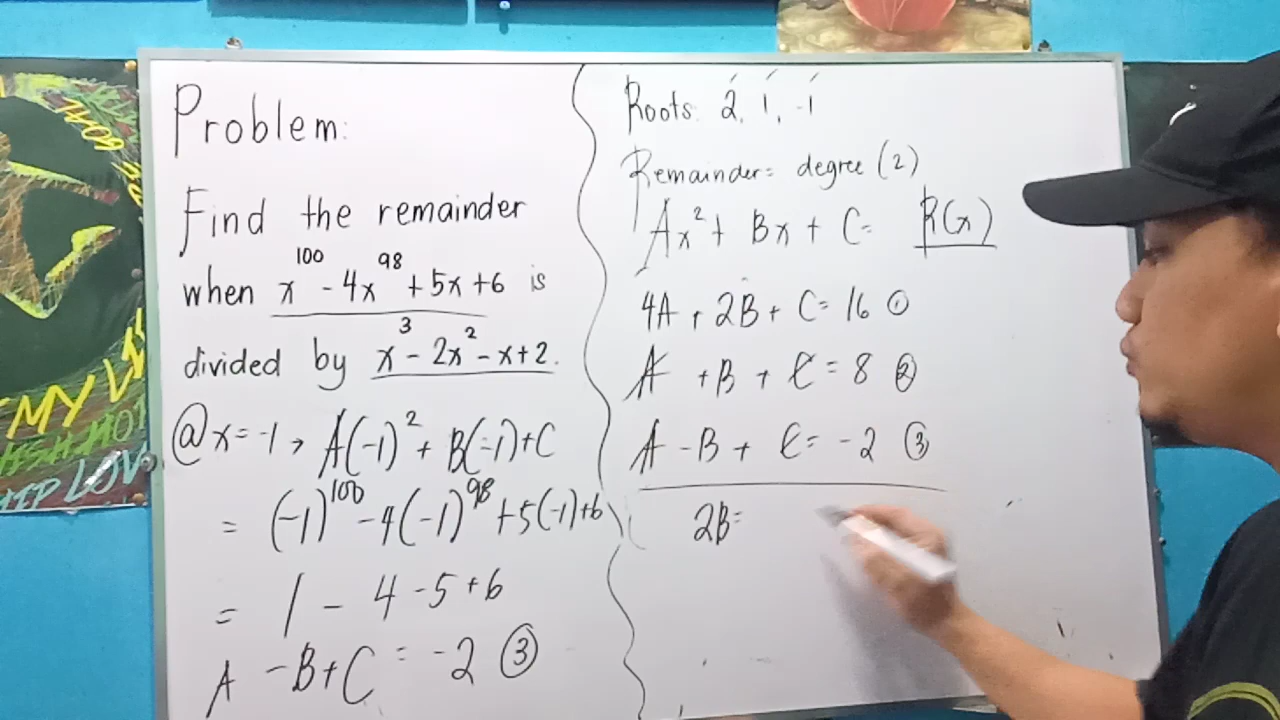 Problem:
Find the remainder
when x^100 - 4x^98 + 5x + 6 is
divided by x^3 - 2x^2 - x + 2.
@x = -1, A(-1)^2 + B(-1) + C
= (-1)^100 - 4(-1)^98 + 5(-1) + 6
= 1 - 4 - 5 + 6
A - B + C = -2 ③
Roots: 2, 1, -1
Remainder = degree (2)
Ax^2 + Bx + C = R(x)
4A + 2B + C = 16 ①
A + B + C = 8 ②
A - B + C = -2 ③
2B =
MY LI